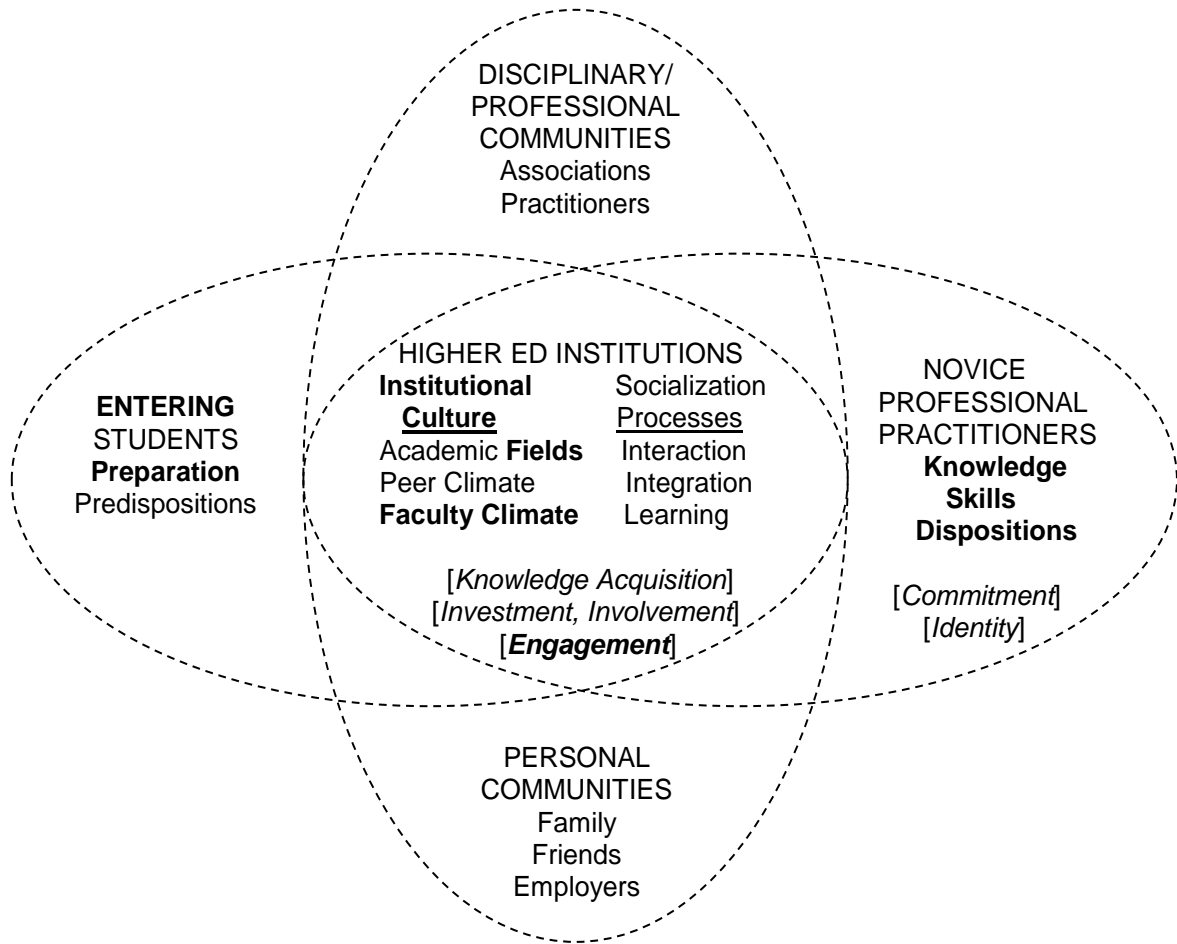 DISCIPLINARY/
PROFESSIONAL
COMMUNITIES
Associations
Practitioners
ENTERING
STUDENTS
Preparation
Predispositions
HIGHER ED INSTITUTIONS
Institutional Socialization
Culture Processes
Academic Fields Interaction
Peer Climate Integration
Faculty Climate Learning
[Knowledge Acquisition]
[Investment, Involvement]
[Engagement]
NOVICE
PROFESSIONAL
PRACTITIONERS
Knowledge
Skills
Dispositions
[Commitment]
[Identity]
PERSONAL
COMMUNITIES
Family
Friends
Employers